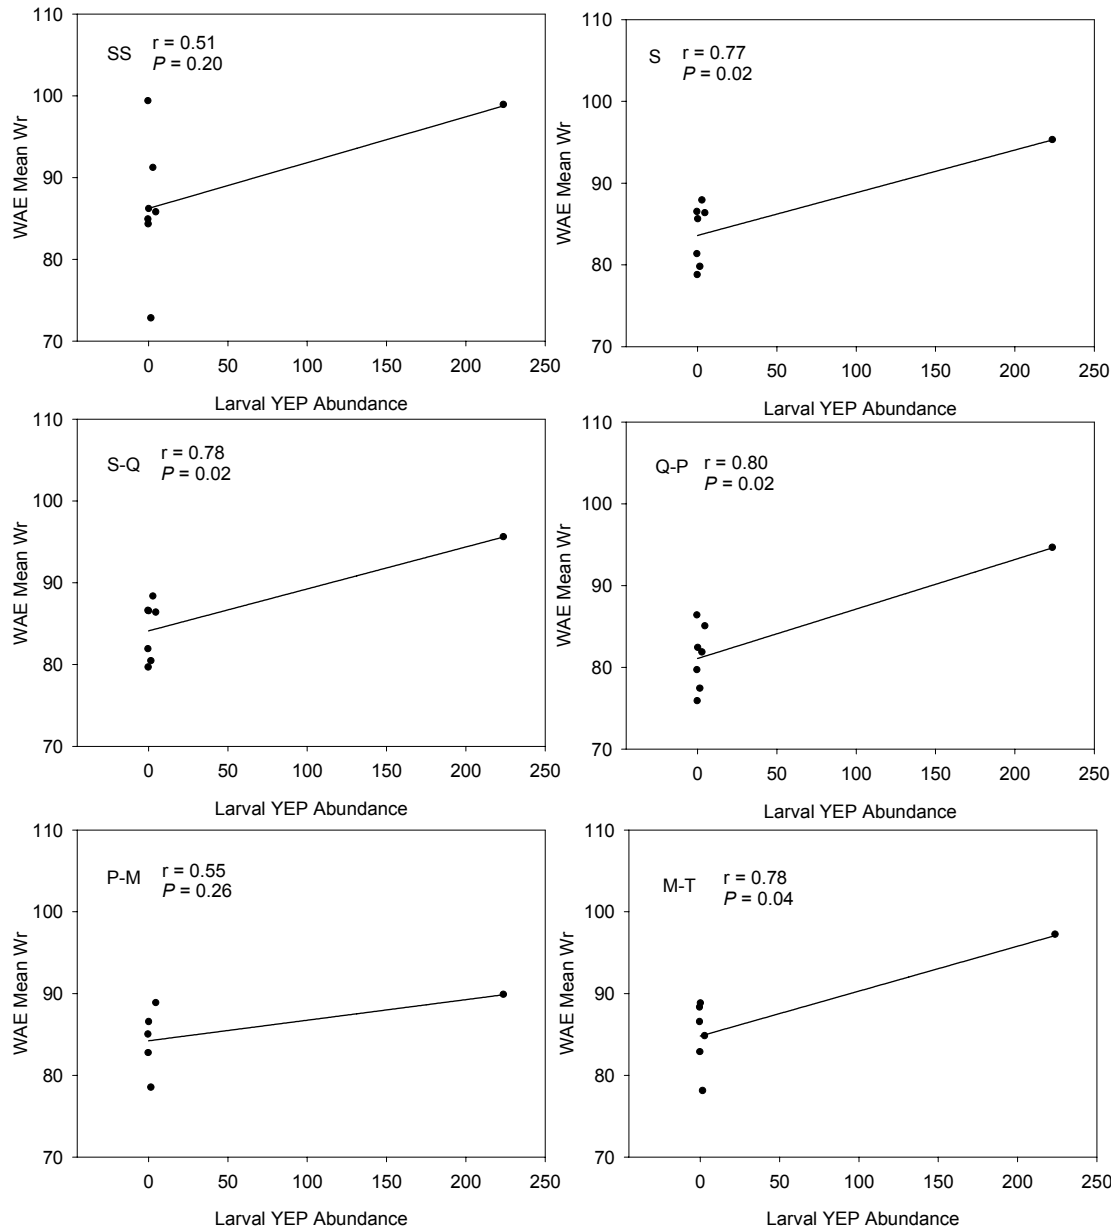 110
100
90
80
70
WAE Mean Wr
SS
r = 0.51
P = 0.20
0 50 100 150 200 250
Larval YEP Abundance
110
100
90
80
70
WAE Mean Wr
S
r = 0.77
P = 0.02
0 50 100 150 200 250
Larval YEP Abundance
110
100
90
80
70
WAE Mean Wr
S-Q
r = 0.78
P = 0.02
0 50 100 150 200 250
Larval YEP Abundance
110
100
90
80
70
WAE Mean Wr
Q-P
r = 0.80
P = 0.02
0 50 100 150 200 250
Larval YEP Abundance
110
100
90
80
70
WAE Mean Wr
P-M
r = 0.55
P = 0.26
0 50 100 150 200 250
Larval YEP Abundance
110
100
90
80
70
WAE Mean Wr
M-T
r = 0.78
P = 0.04
0 50 100 150 200 250
Larval YEP Abundance